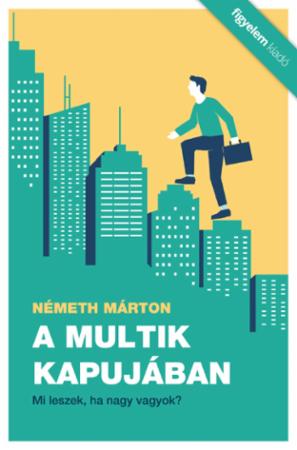 figyelem kiadó
NÉMETH MÁRTON
A MULTIK
KAPUJÁBAN
Mi leszek, ha nagy vagyok?